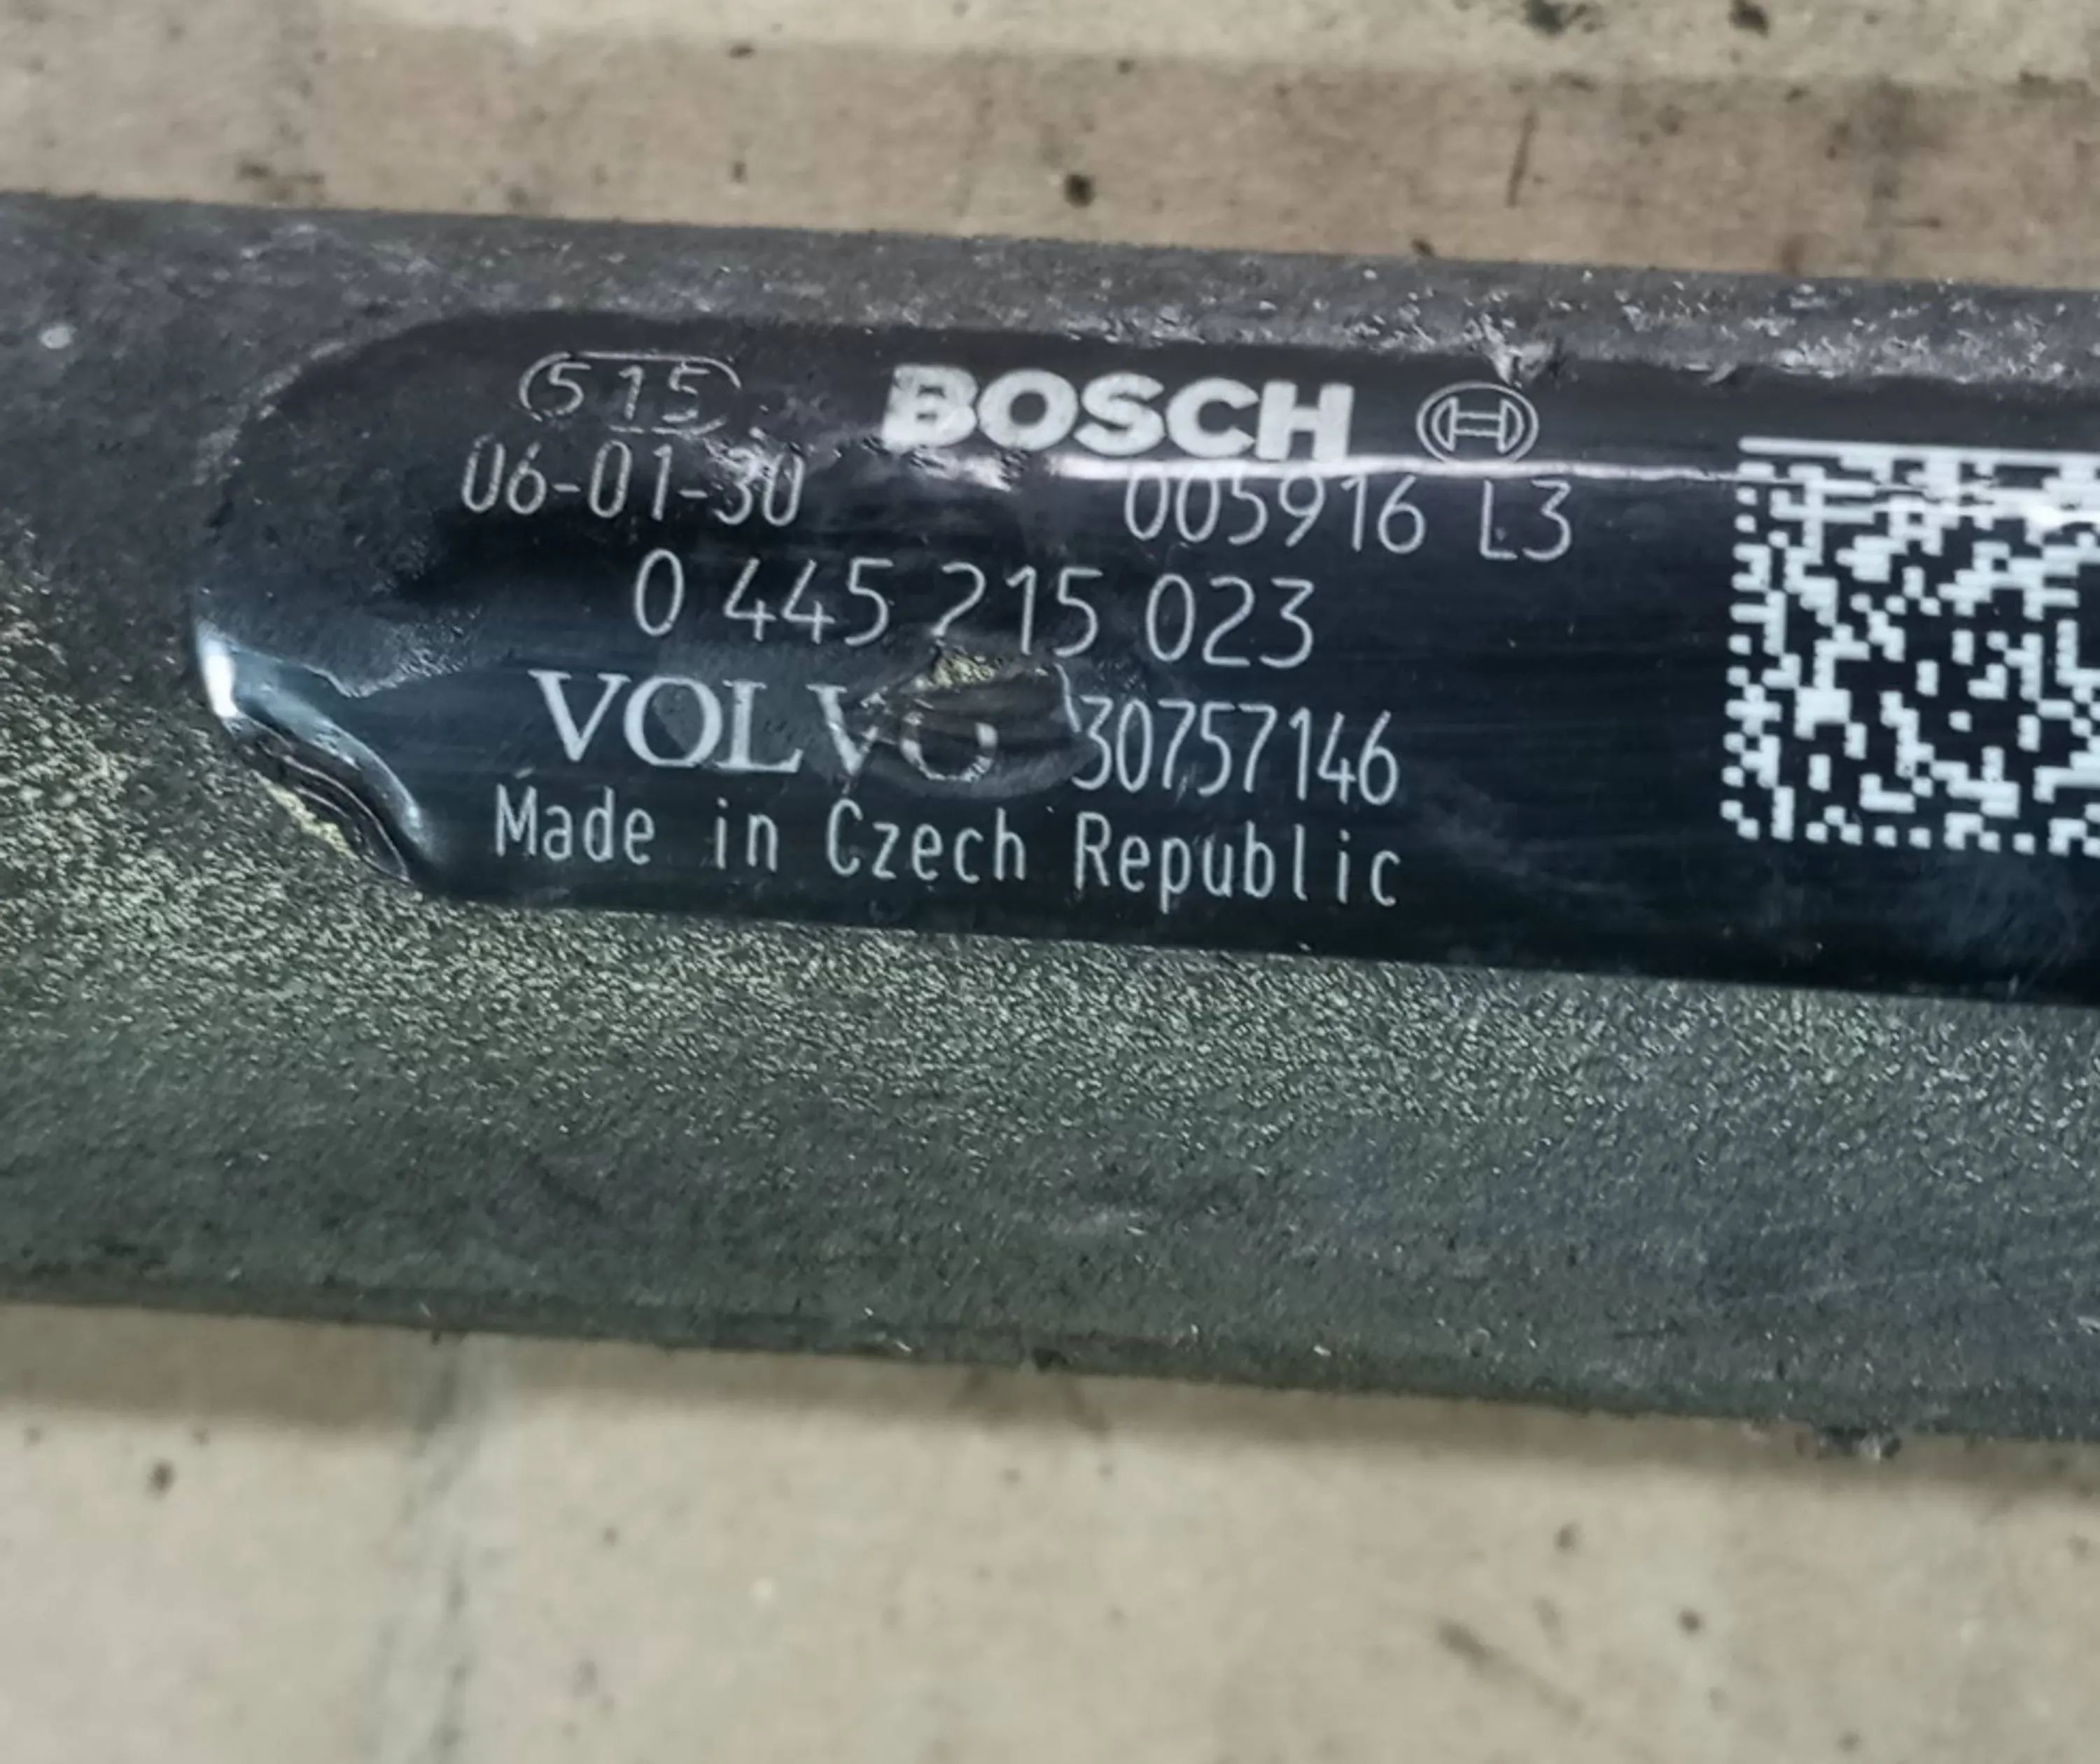 515 BOSCH
06-01-30 005916 L3
0 445 215 023
VOLVO 30757146
Made in Czech Republic